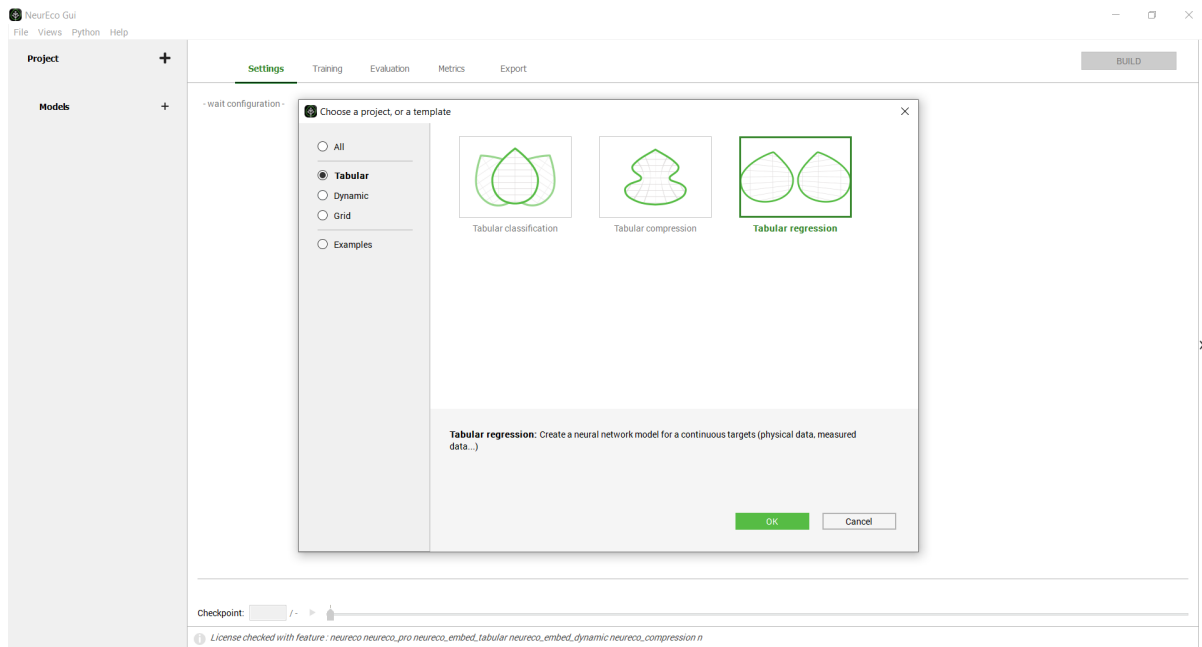 NeurEco Gui
File Views Python Help
Project +
Settings Training Evaluation Metrics Export
BUILD
Models +
- wait configuration -
Choose a project, or a template
All
Tabular
Dynamic
Grid
Examples
Tabular classification
Tabular compression
Tabular regression
Tabular regression: Create a neural network model for a continuous targets (physical data, measured
data...)
OK
Cancel
Checkpoint: / -
License checked with feature : neureco neureco_pro neureco_embed_tabular neureco_embed_dynamic neureco_compression n